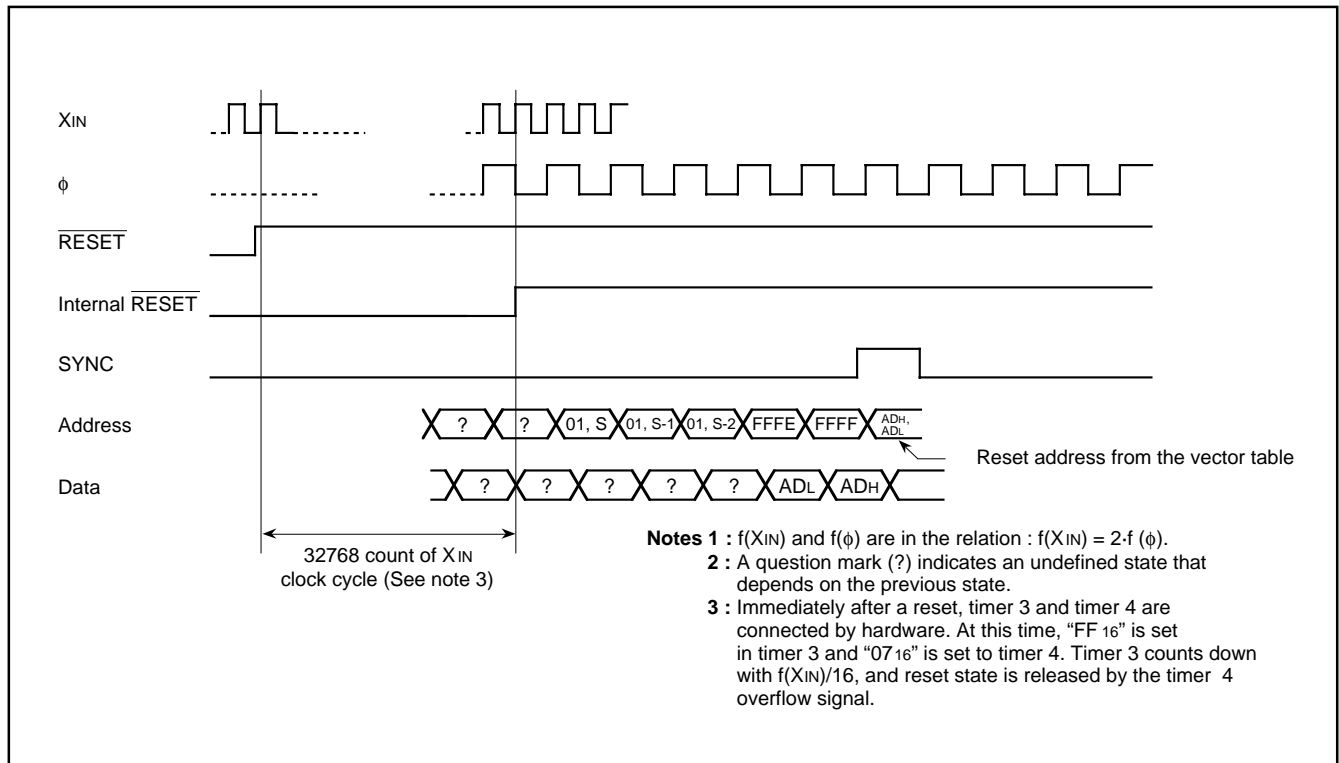 XIN
ϕ
RESET
Internal RESET
SYNC
Address
? ? 01, S 01, S-1 01, S-2 FFFE FFFF ADH,
ADL
Reset address from the vector table
Data
? ? ? ? ? ADL ADH
32768 count of XIN
clock cycle (See note 3)
Notes 1 : f(XIN) and f(ϕ) are in the relation : f(XIN) = 2·f (ϕ).
2 : A question mark (?) indicates an undefined state that
depends on the previous state.
3 : Immediately after a reset, timer 3 and timer 4 are
connected by hardware. At this time, “FF 16” is set
in timer 3 and “0716” is set to timer 4. Timer 3 counts down
with f(XIN)/16, and reset state is released by the timer 4
overflow signal.